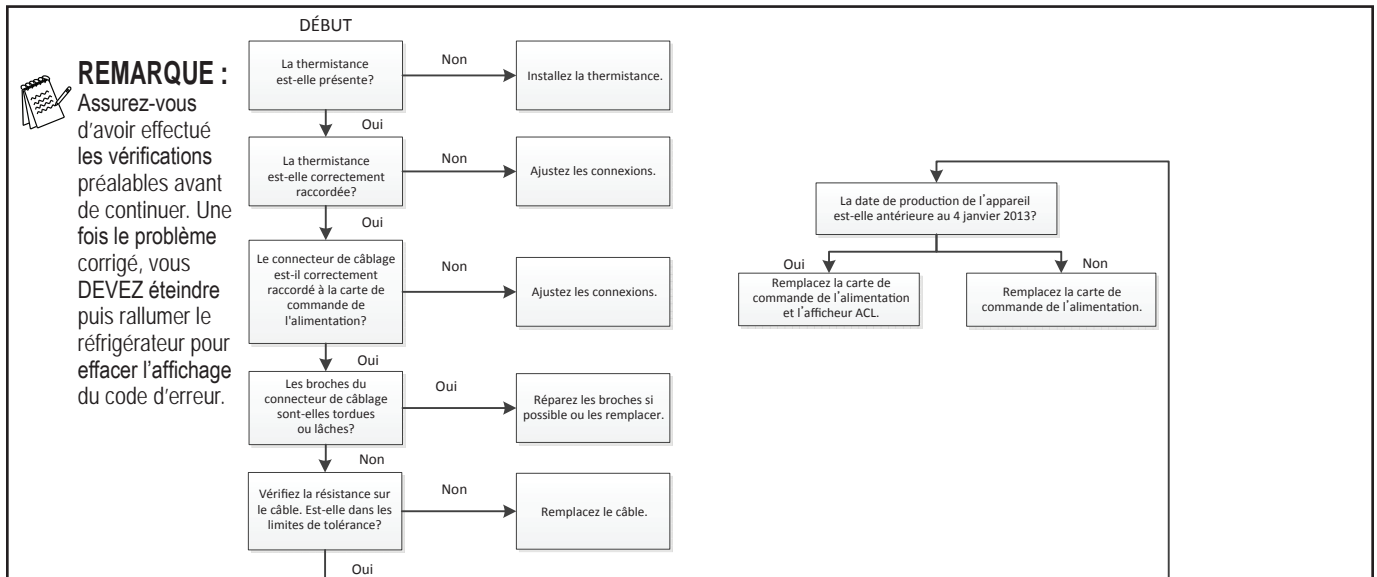 DÉBUT
REMARQUE :
Assurez-vous
d'avoir effectué
les vérifications
préalables avant
de continuer. Une
fois le problème
corrigé, vous
DEVEZ éteindre
puis rallumer le
réfrigérateur pour
effacer l'affichage
du code d'erreur.
La thermistance
est-elle présente?
Non
Installez la thermistance.
Oui
La thermistance
est-elle correctement
raccordée?
Non
Ajustez les connexions.
Oui
Le connecteur de câblage
est-il correctement
raccordé à la carte de
commande de
l'alimentation?
Non
Ajustez les connexions.
Oui
Les broches du
connecteur de câblage
sont-elles tordues
ou lâches?
Oui
Réparez les broches si
possible ou les remplacer.
Non
Vérifiez la résistance sur
le câble. Est-elle dans les
limites de tolérance?
Non
Remplacez le câble.
Oui
La date de production de l'appareil
est-elle antérieure au 4 janvier 2013?
Oui
Remplacez la carte de
commande de l'alimentation
et l'afficheur ACL.
Non
Remplacez la carte de
commande de l'alimentation.